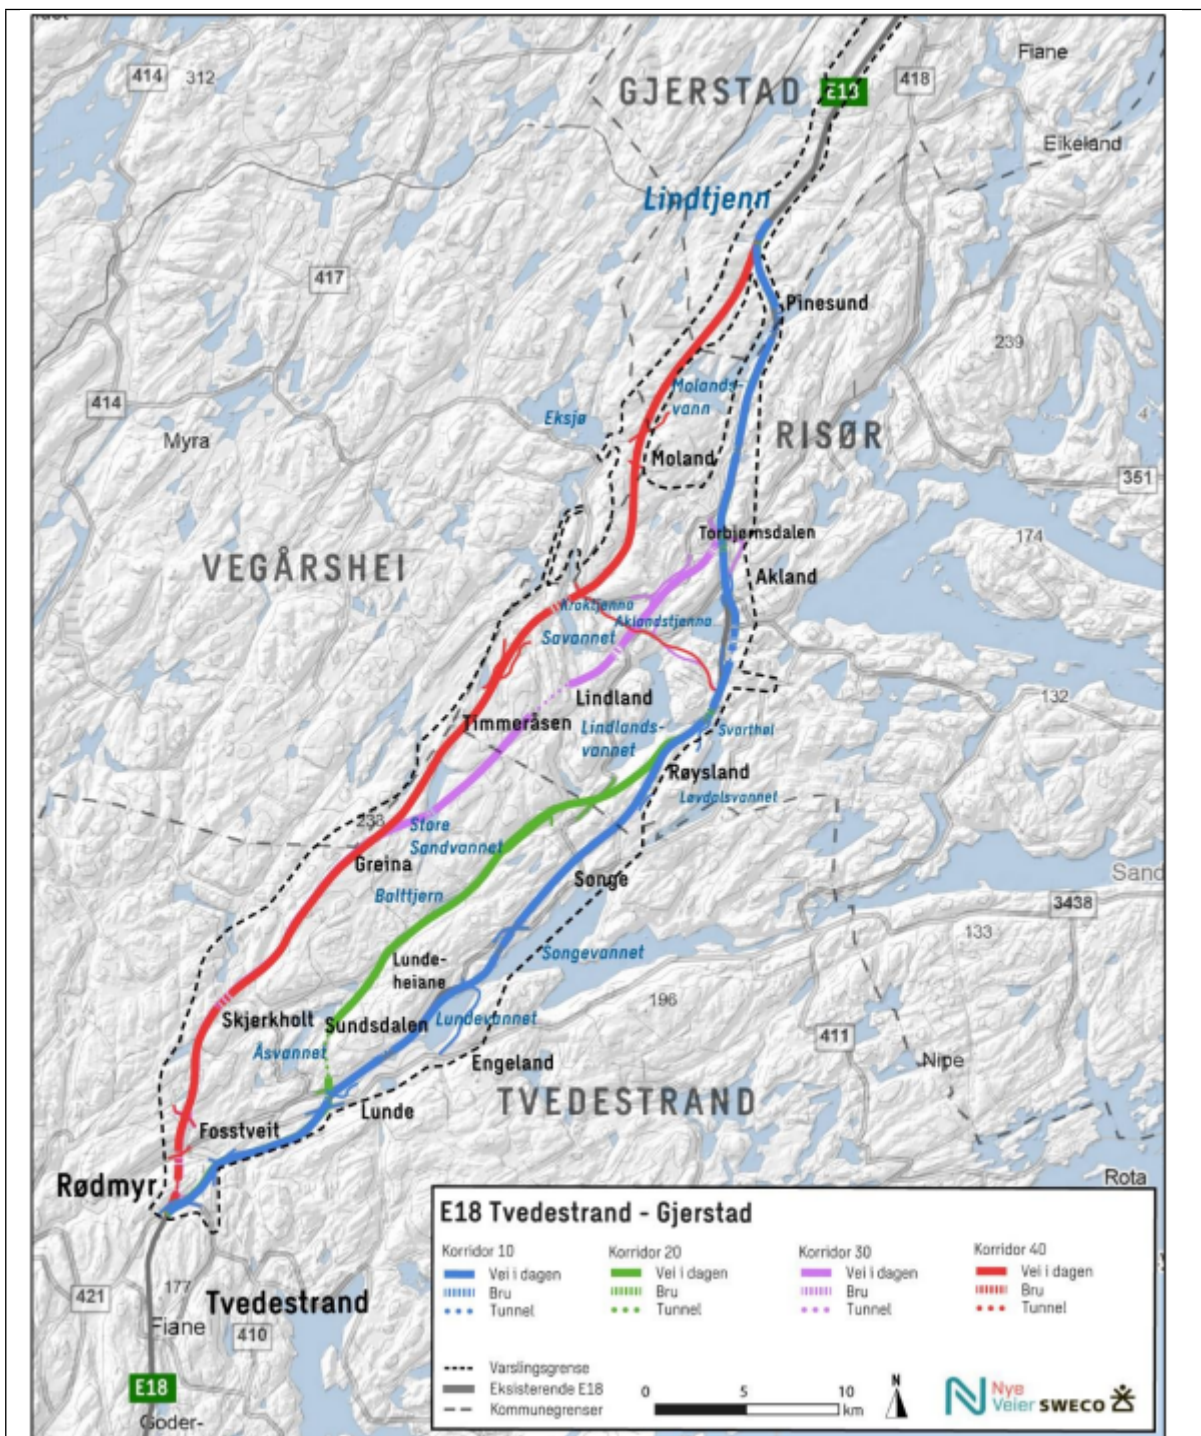 414
312
GJERSTAD
E18
418
Fiane
Eikeland
Lindtjenn
417
Pinesund
239
414
Molands-
vann
Eksjø
4
Myra
RISØR
Moland
351
Torbjørnsdalen
174
VEGÅRSHEI
Akland
Kroktjenna
Aklandstjenna
Savannet
Lindland
132
Timmeråsen
Lindlands-
vannet
Svarthøl
Røysland
Løvdalsvannet
233
Store
Sandvannet
Greina
Songe
Sand
Balttjern
3438
133
Lunde-
heiane
Songevannet
196
Skjerkholt
Sundsdalen
Lundevannet
411
Åsvannet
Engeland
Nipe
TVEDESTRAND
Lunde
Fosstveit
Rødmyr
Rota
177
421
Tvedestrand
Fiane
410
E18
Goder-
E18 Tvedestrand - Gjerstad
Korridor 10
Vei i dagen
Bru
Tunnel
Korridor 20
Vei i dagen
Bru
Tunnel
Korridor 30
Vei i dagen
Bru
Tunnel
Korridor 40
Vei i dagen
Bru
Tunnel
Varslingsgrense
Eksisterende E18
Kommunegrenser
0 5 10
km
N
Nye
Veier
SWECO